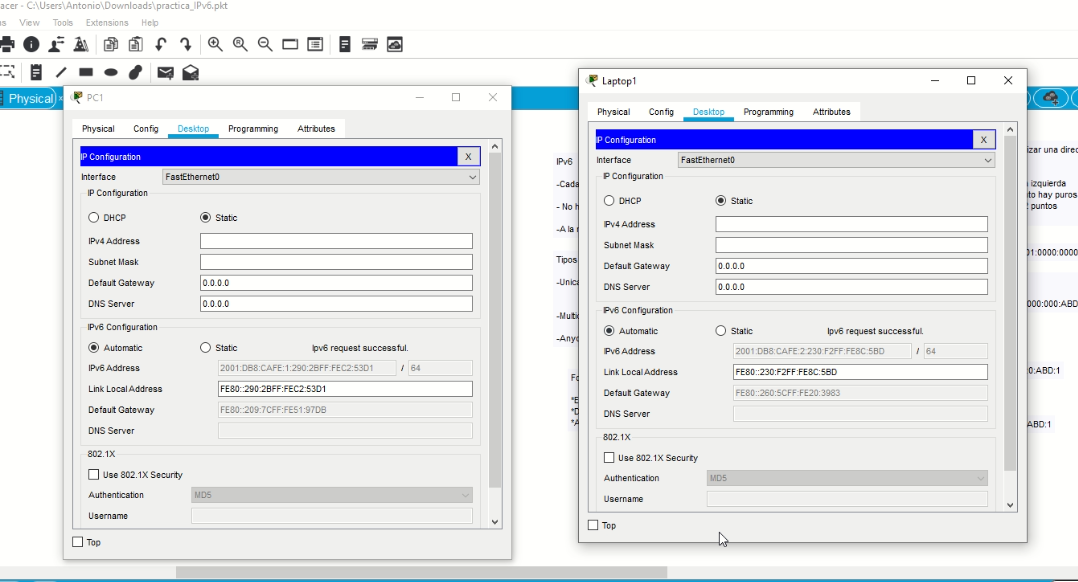 acer - C:\Users\Antonio\Downloads\practica_IPv6.pkt
ns View Tools Extensions Help
Physical
PC1
Physical Config Desktop Programming Attributes
IP Configuration X
Interface FastEthernet0
IP Configuration
DHCP Static
IPv4 Address
Subnet Mask
Default Gateway 0.0.0.0
DNS Server 0.0.0.0
IPv6 Configuration
Automatic Static Ipv6 request successful.
IPv6 Address 2001:DB8:CAFE:1:290:2BFF:FEC2:53D1 / 64
Link Local Address FE80::290:2BFF:FEC2:53D1
Default Gateway FE80::209:7CFF:FE51:97DB
DNS Server
802.1X
Use 802.1X Security
Authentication MD5
Username
Top
IPv6
-Cada
- No h
-A la
Tipos
-Unica
-Multic
-Anyc
Laptop1
Physical Config Desktop Programming Attributes
IP Configuration X
Interface FastEthernet0
IP Configuration
DHCP Static
IPv4 Address
Subnet Mask
Default Gateway 0.0.0.0
DNS Server 0.0.0.0
IPv6 Configuration
Automatic Static Ipv6 request successful.
IPv6 Address 2001:DB8:CAFE:2:230:F2FF:FE8C:5BD / 64
Link Local Address FE80::230:F2FF:FE8C:5BD
Default Gateway FE80::260:5CFF:FE20:3983
DNS Server
802.1X
Use 802.1X Security
Authentication MD5
Username
Top
izar una direc
izquierda
to hay puros
puntos
01:0000:0000
000:000:ABD
0:ABD:1
ABD:1